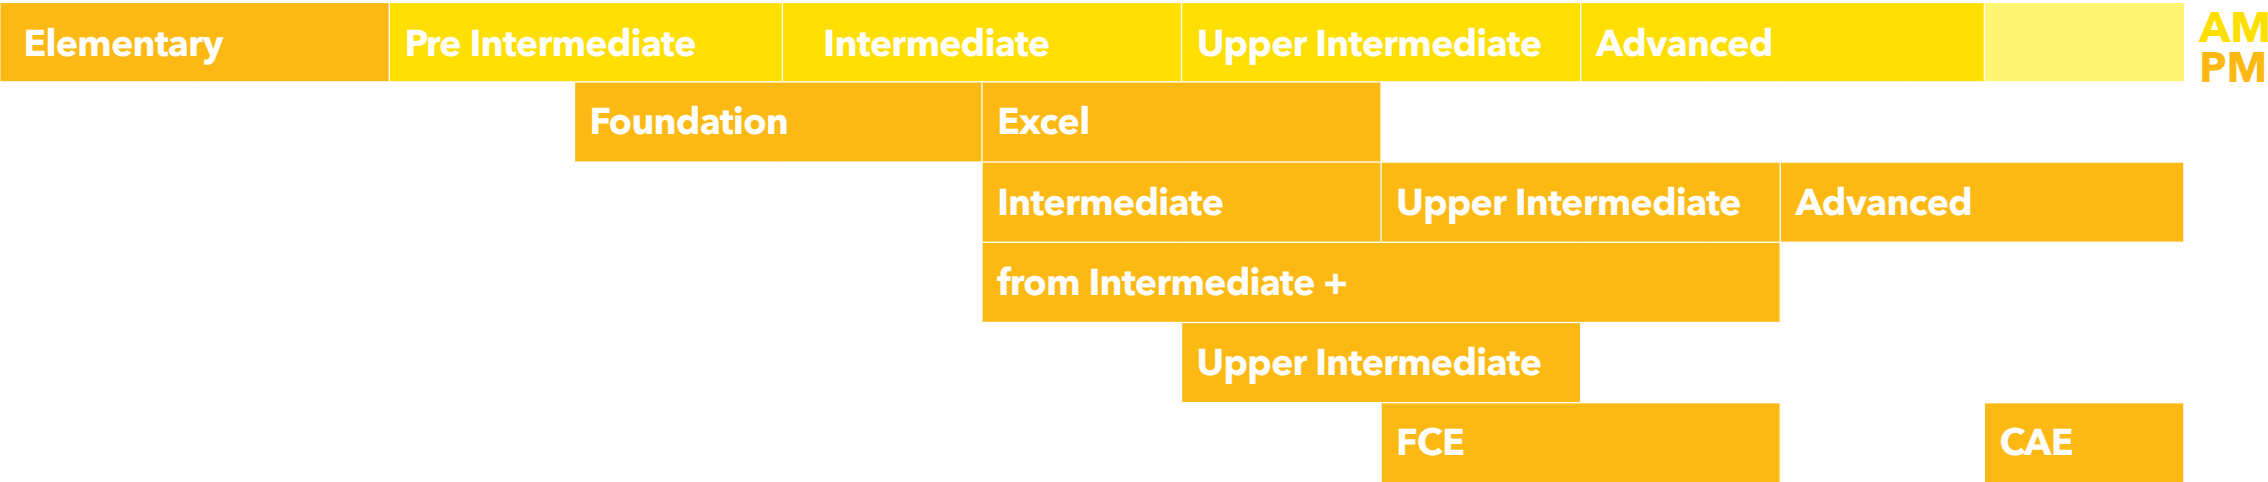 Elementary Pre Intermediate Intermediate Upper Intermediate Advanced AM
PM
Foundation Excel
Intermediate Upper Intermediate Advanced
from Intermediate +
Upper Intermediate
FCE CAE